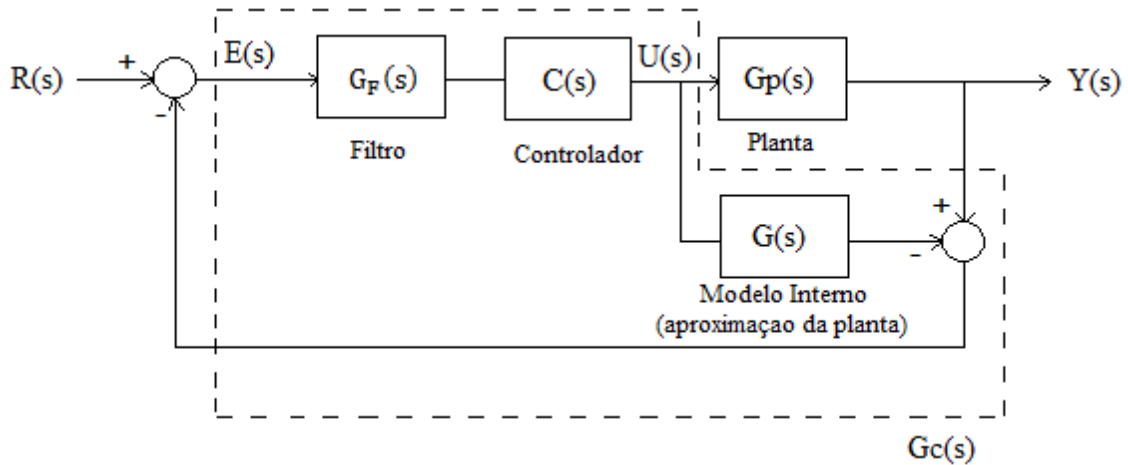 E(s)
U(s)
+
R(s)
G_F(s)
C(s)
Gp(s)
Y(s)
-
Filtro
Controlador
Planta
+
G(s)
-
Modelo Interno
(aproximaçao da planta)
Gc(s)